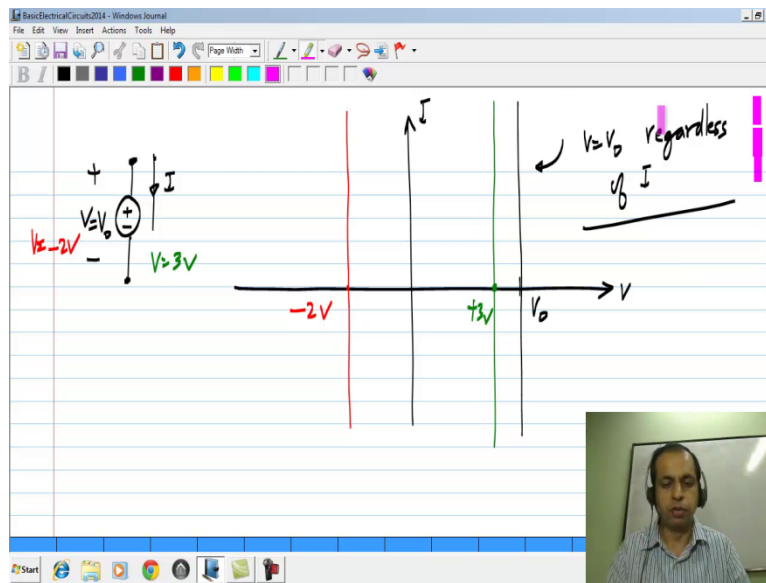 BasicElectricalCircuits2014 - Windows Journal
File Edit View Insert Actions Tools Help
Page Width
B I
I
V=V₀ regardless
of I
+
I
V=V₀
+
−
V=−2V
−
V=3V
−2V
+3V
V₀
V
Start